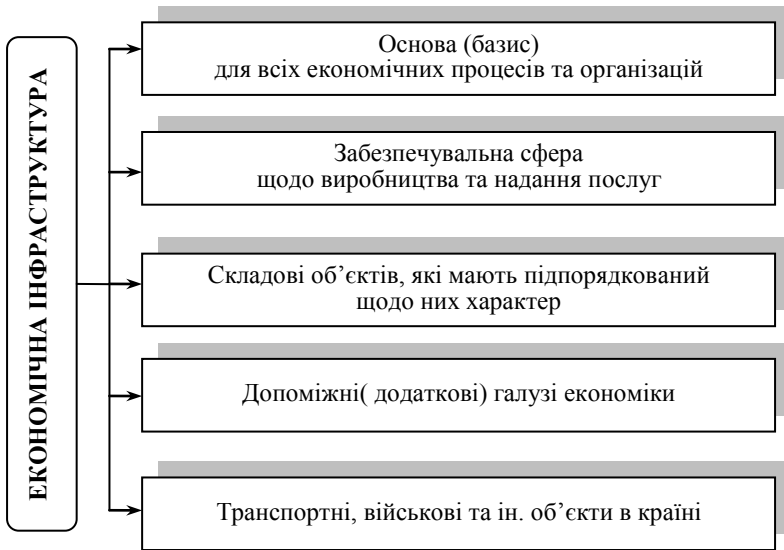 ЕКОНОМІЧНА ІНФРАСТРУКТУРА
Основа (базис)
для всіх економічних процесів та організацій
Забезпечувальна сфера
щодо виробництва та надання послуг
Складові об’єктів, які мають підпорядкований
щодо них характер
Допоміжні( додаткові) галузі економіки
Транспортні, військові та ін. об’єкти в країні